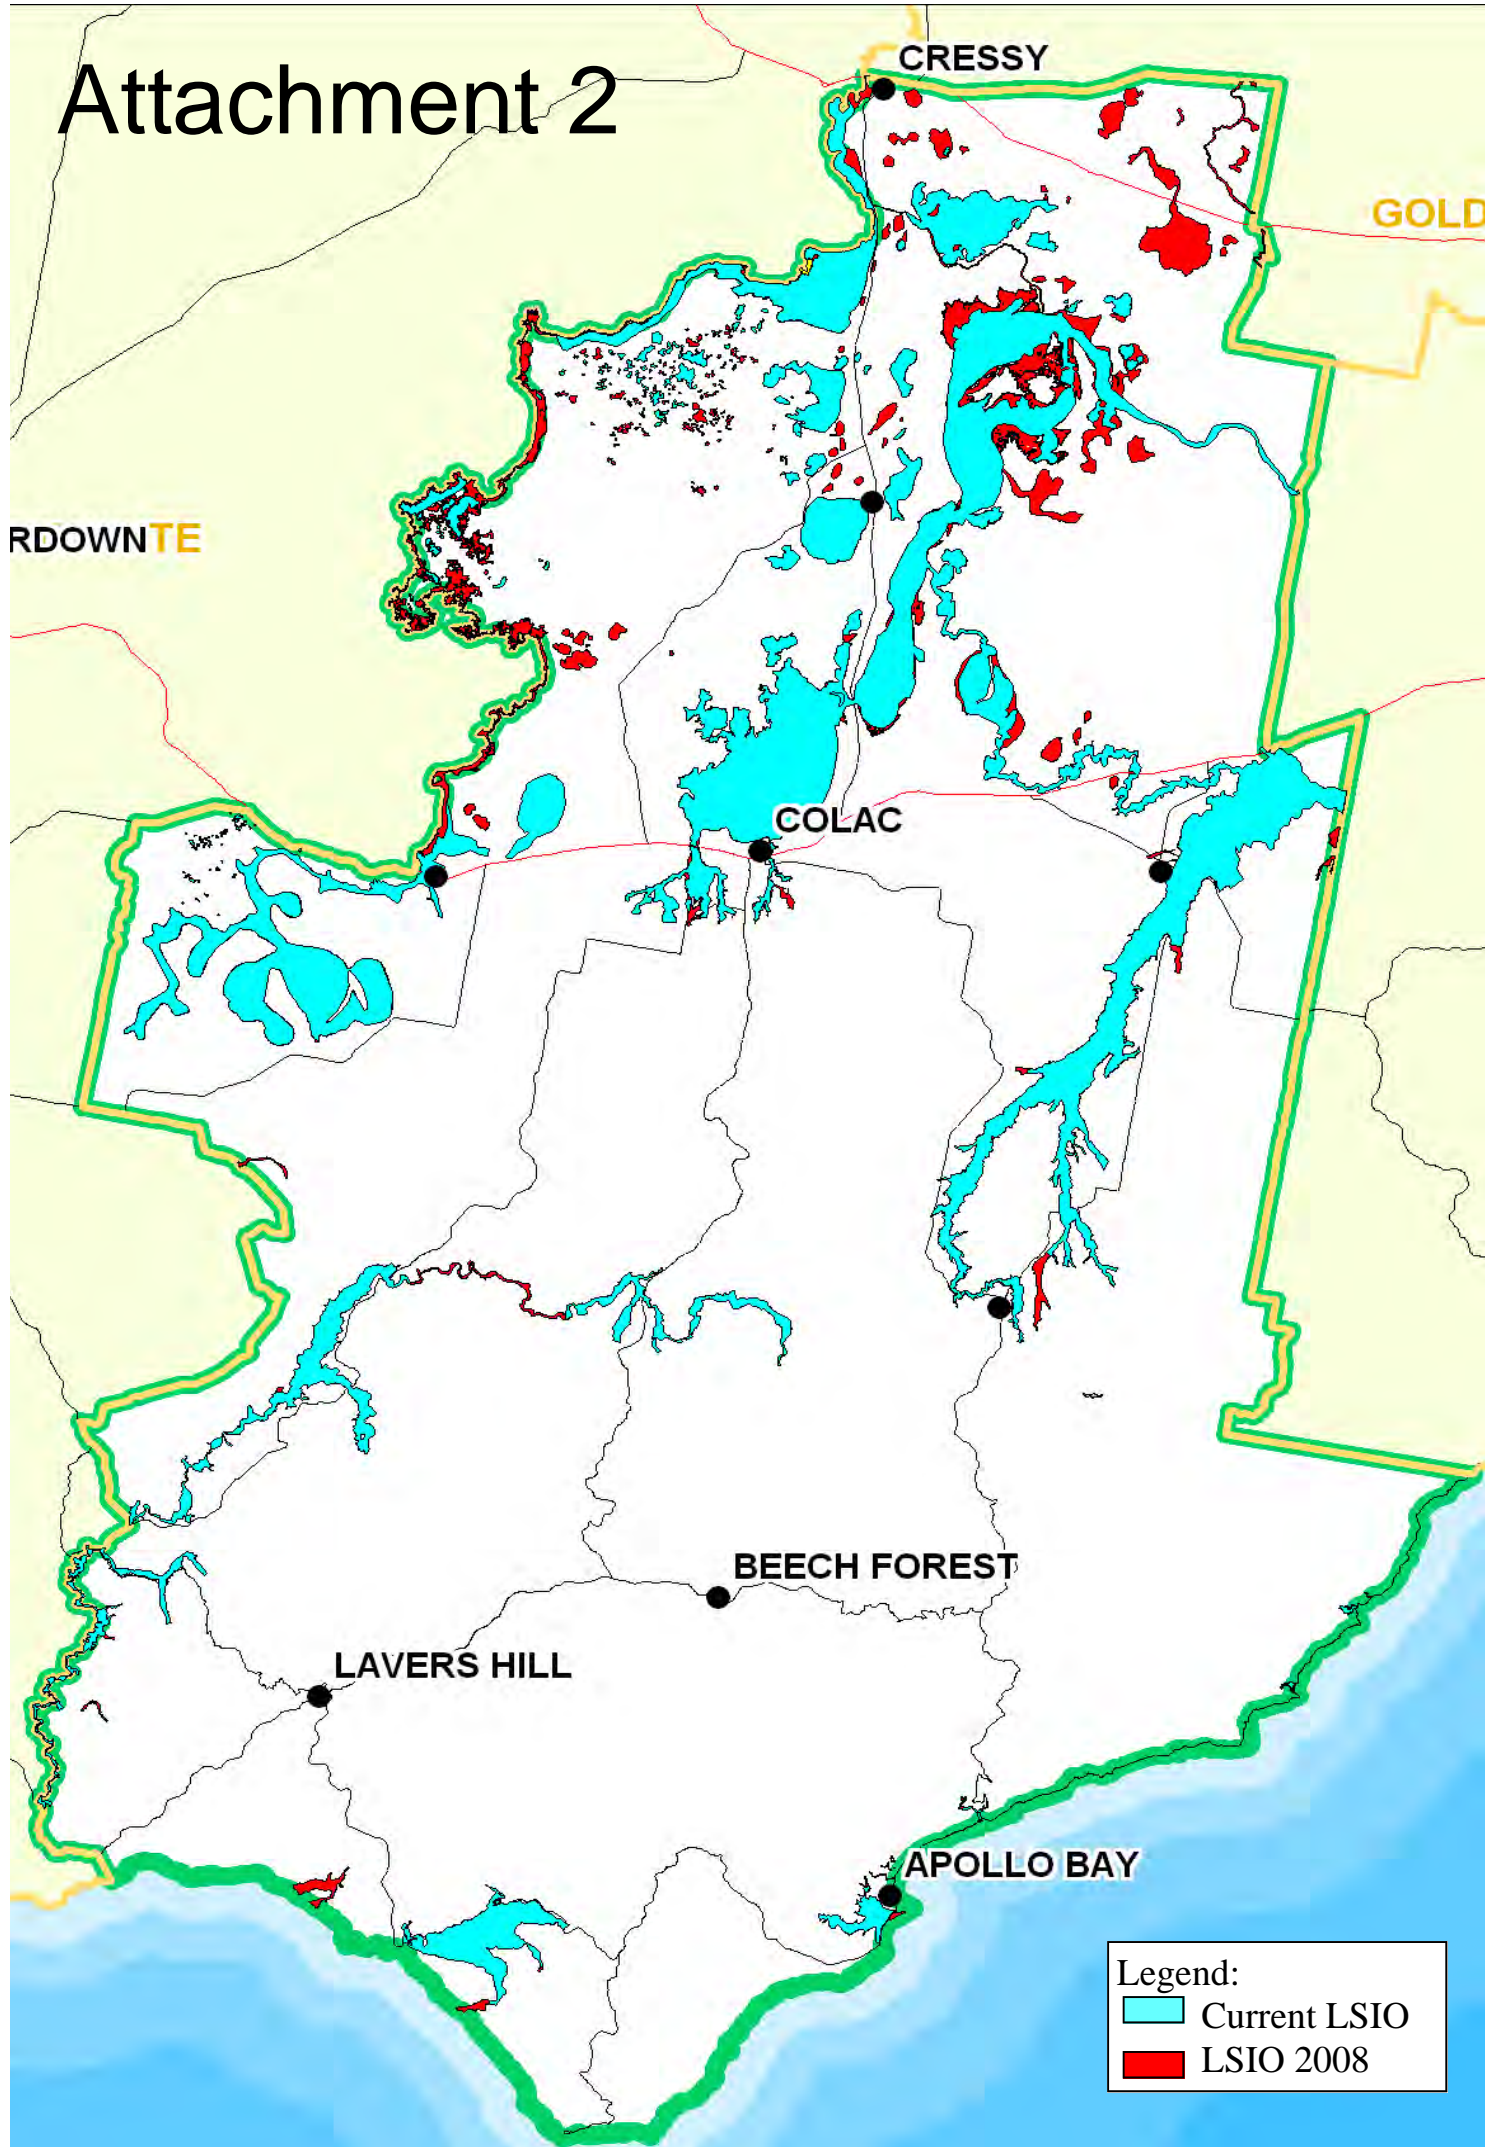 Attachment 2
CRESSY
GOLD
RDOWNTE
COLAC
BEECH FOREST
LAVERS HILL
APOLLO BAY
Legend:
Current LSIO
LSIO 2008